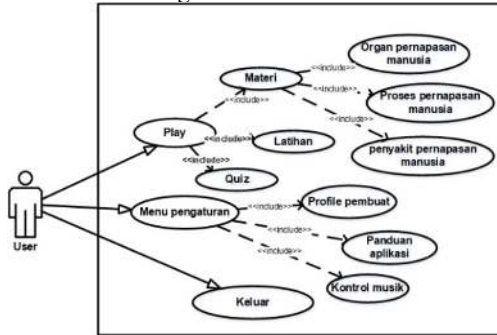 Organ pernapasan
manusia
<<include>>
Materi
<<include>>
Proses pernapasan
manusia
<<include>>
<<include>>
Play
<<include>>
Latihan
penyakit pernapasan
manusia
<<include>>
Quiz
User
Menu pengaturan
<<include>>
Profile pembuat
<<include>>
Panduan
aplikasi
<<include>>
Kontrol musik
Keluar